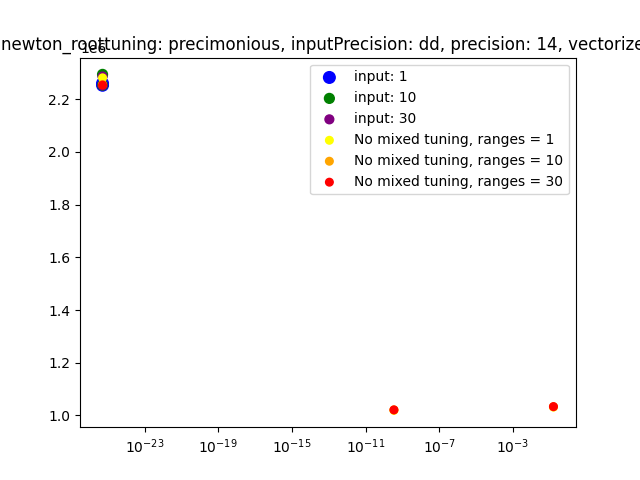 newton_roottuning: precimonious, inputPrecision: dd, precision: 14, vectorize
1e6
input: 1
input: 10
input: 30
No mixed tuning, ranges = 1
No mixed tuning, ranges = 10
No mixed tuning, ranges = 30
2.2
2.0
1.8
1.6
1.4
1.2
1.0
10⁻²³ 10⁻¹⁹ 10⁻¹⁵ 10⁻¹¹ 10⁻⁷ 10⁻³